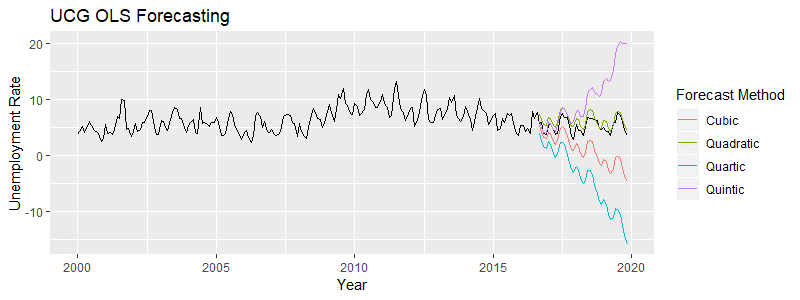 UCG OLS Forecasting
Unemployment Rate
20
10
0
-10
2000
2005
2010
2015
2020
Year
Forecast Method
Cubic
Quadratic
Quartic
Quintic